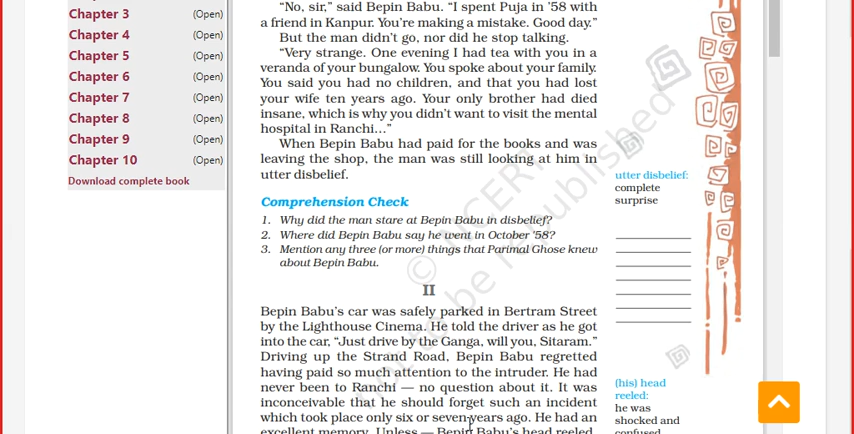 Chapter 3 (Open)
Chapter 4 (Open)
Chapter 5 (Open)
Chapter 6 (Open)
Chapter 7 (Open)
Chapter 8 (Open)
Chapter 9 (Open)
Chapter 10 (Open)
Download complete book
“No, sir,” said Bepin Babu. “I spent Puja in ’58 with
a friend in Kanpur. You’re making a mistake. Good day.”
But the man didn’t go, nor did he stop talking.
“Very strange. One evening I had tea with you in a
veranda of your bungalow. You spoke about your family.
You said you had no children, and that you had lost
your wife ten years ago. Your only brother had died
insane, which is why you didn’t want to visit the mental
hospital in Ranchi...”
When Bepin Babu had paid for the books and was
leaving the shop, the man was still looking at him in
utter disbelief.
utter disbelief:
complete
surprise
Comprehension Check
1. Why did the man stare at Bepin Babu in disbelief?
2. Where did Bepin Babu say he went in October ’58?
3. Mention any three (or more) things that Parimal Ghose knew
about Bepin Babu.
II
Bepin Babu’s car was safely parked in Bertram Street
by the Lighthouse Cinema. He told the driver as he got
into the car, “Just drive by the Ganga, will you, Sitaram.”
Driving up the Strand Road, Bepin Babu regretted
having paid so much attention to the intruder. He had
never been to Ranchi — no question about it. It was
inconceivable that he should forget such an incident
which took place only six or seven years ago. He had an
excellent memory. Unless — Bepin Babu’s head reeled.
(his) head
reeled:
he was
shocked and
confused
© NCERT
not to be republished